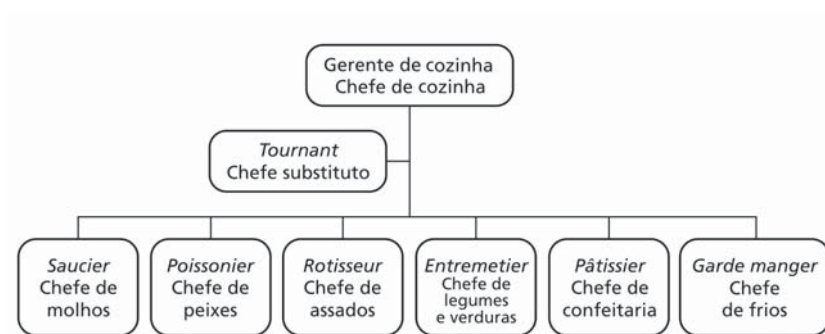 Gerente de cozinha
Chefe de cozinha
Tournant
Chefe substituto
Saucier
Chefe de
molhos
Poissonier
Chefe de
peixes
Rotisseur
Chefe de
assados
Entremetier
Chefe de
legumes
e verduras
Pâtissier
Chefe de
confeitaria
Garde manger
Chefe
de frios